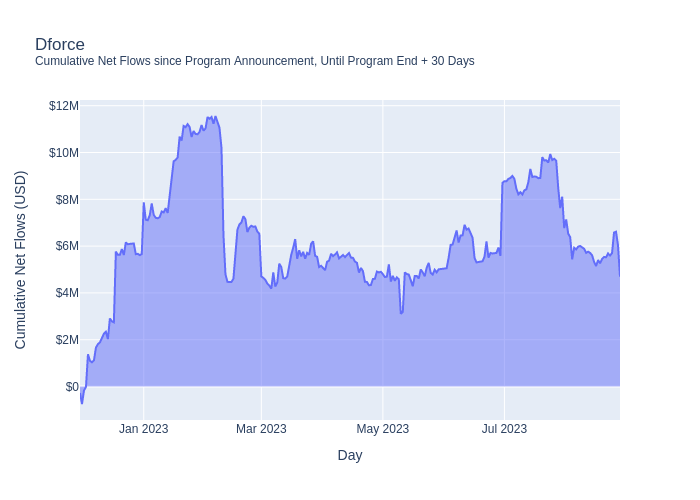 Dforce
Cumulative Net Flows since Program Announcement, Until Program End + 30 Days
$12M
$10M
$8M
$6M
$4M
$2M
$0
Cumulative Net Flows (USD)
Jan 2023
Mar 2023
May 2023
Jul 2023
Day